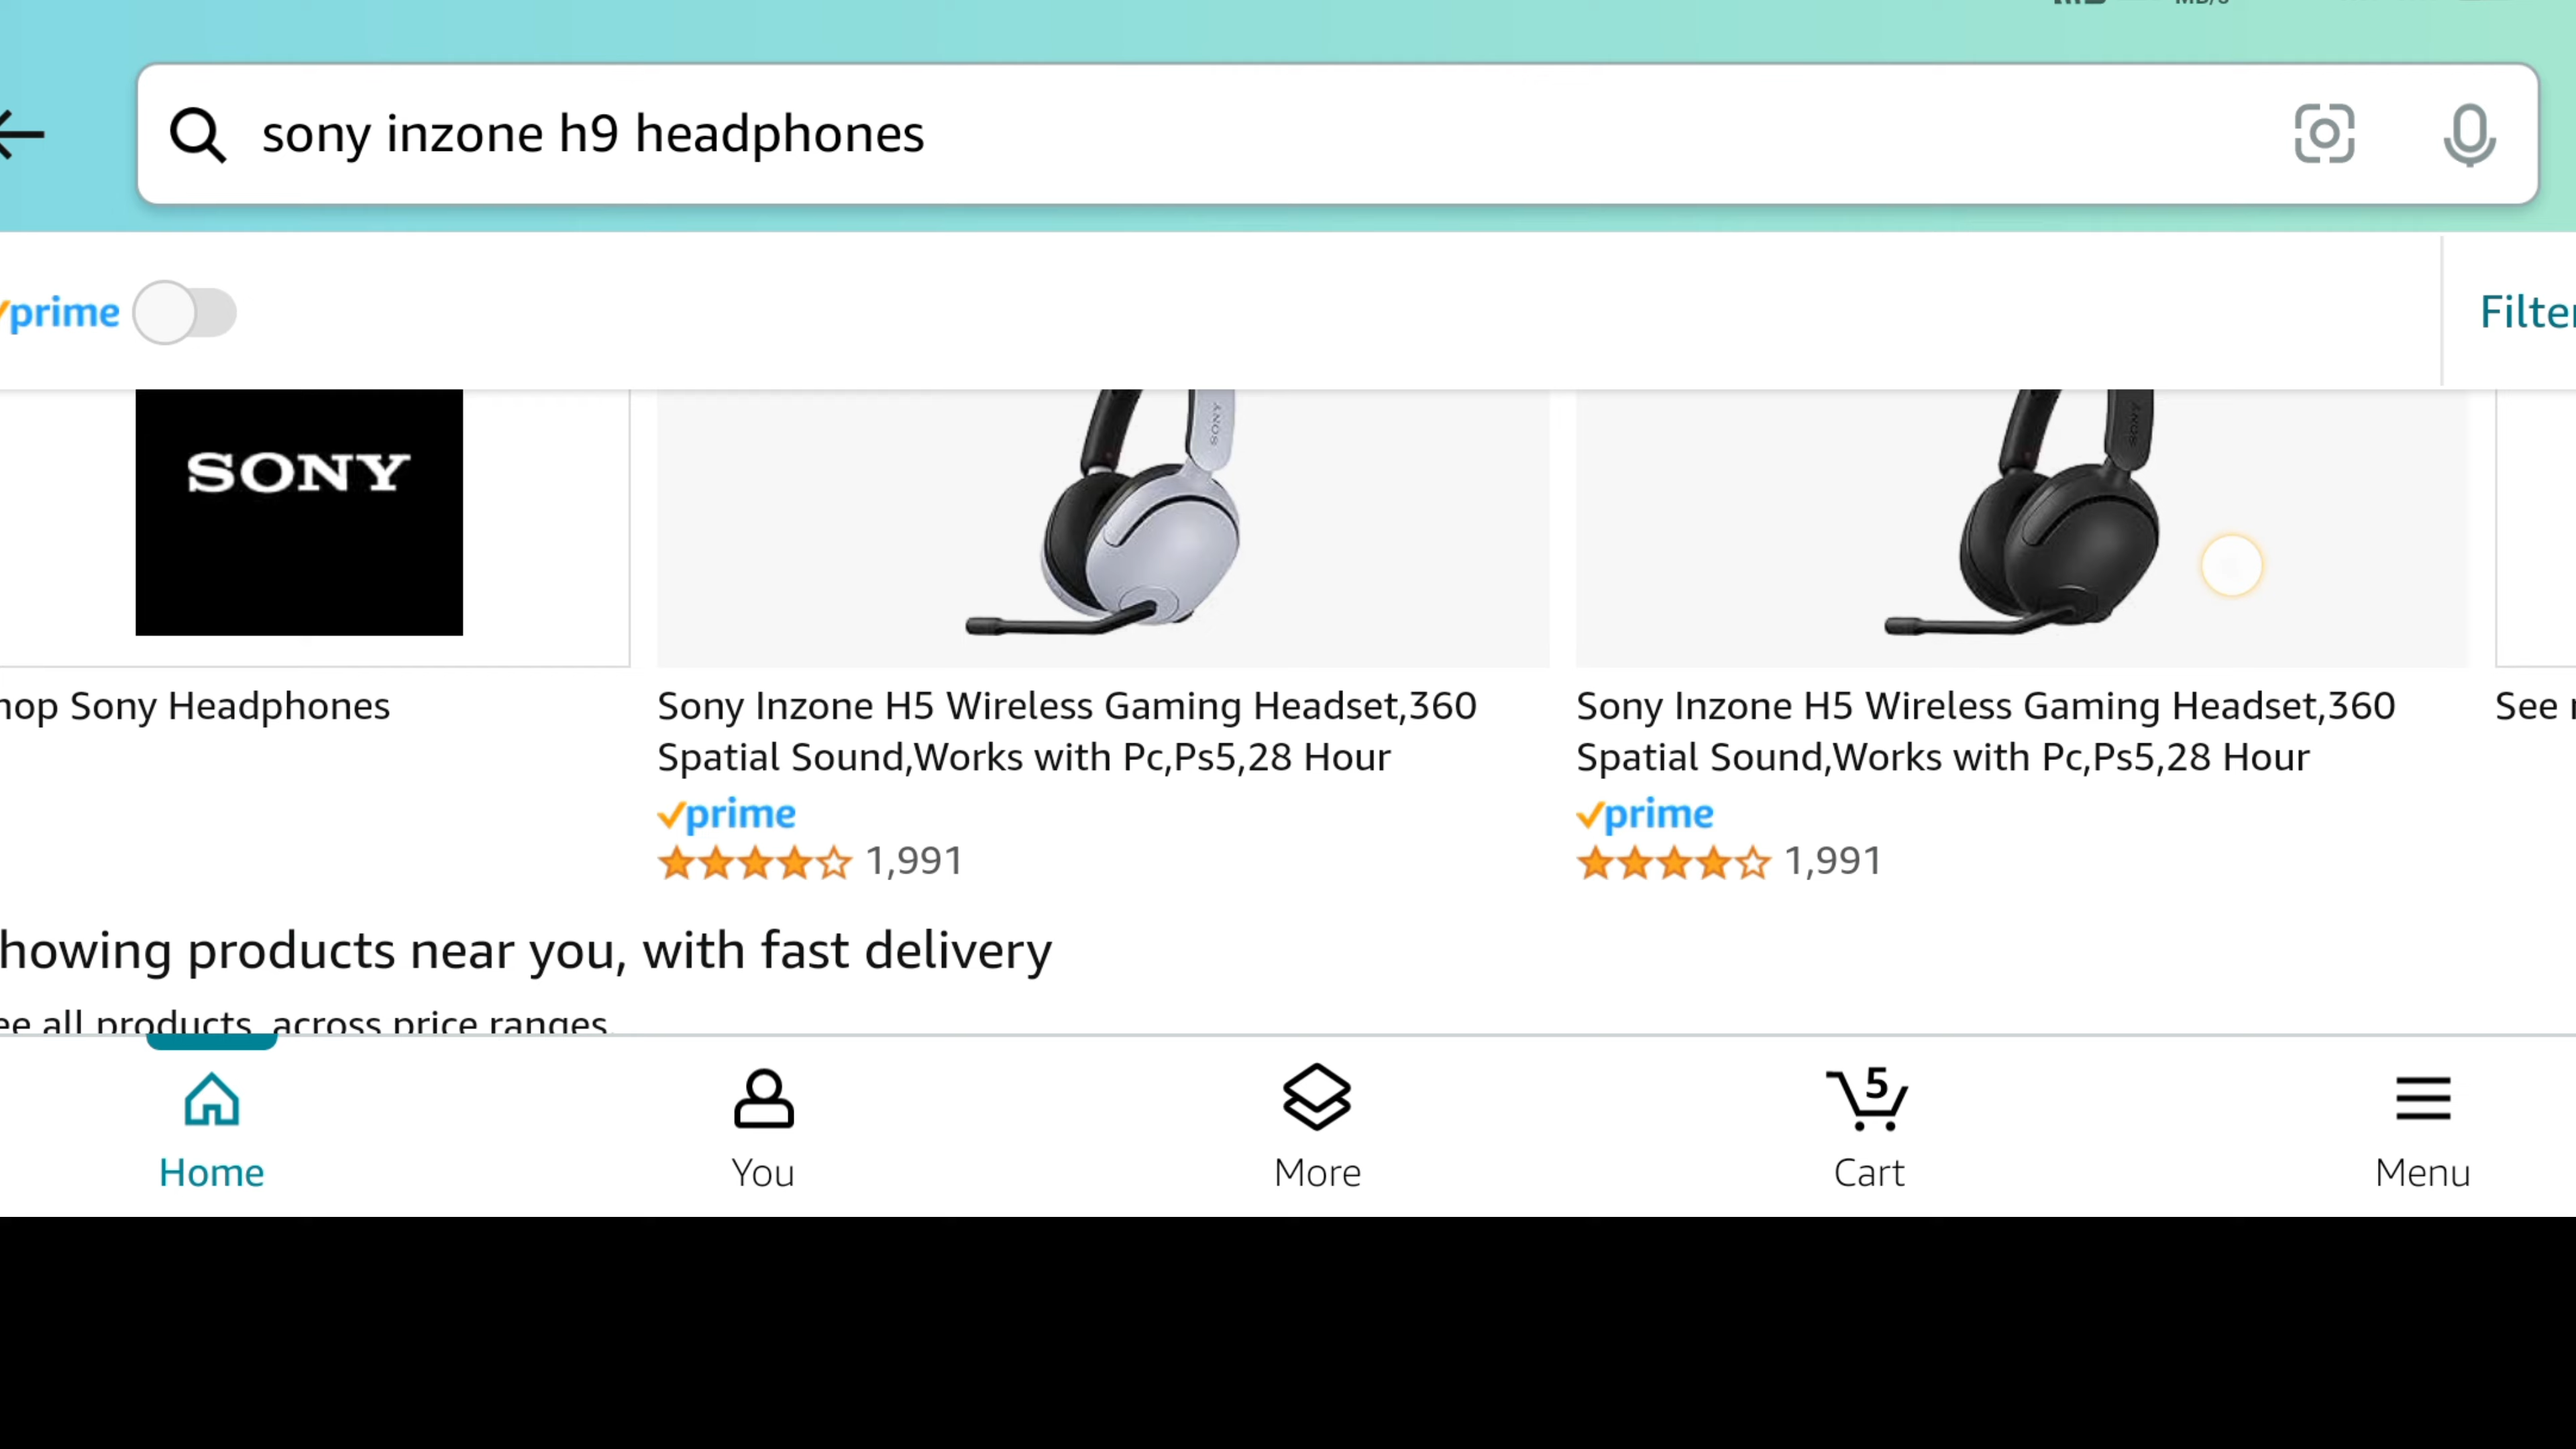 sony inzone h9 headphones
prime
Filter
SONY
SONY
SONY
hop Sony Headphones
Sony Inzone H5 Wireless Gaming Headset,360
Spatial Sound,Works with Pc,Ps5,28 Hour
prime
1,991
Sony Inzone H5 Wireless Gaming Headset,360
Spatial Sound,Works with Pc,Ps5,28 Hour
prime
1,991
See
howing products near you, with fast delivery
ee all products, across price ranges
5
Home
You
More
Cart
Menu